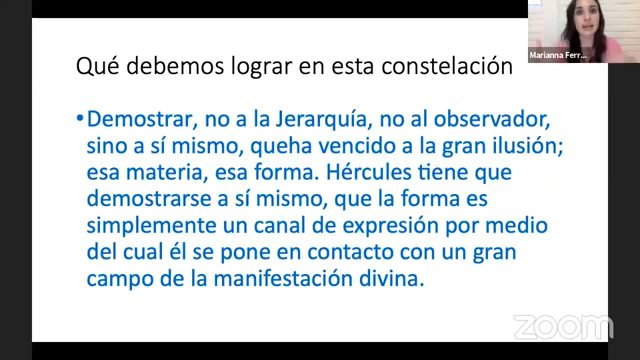 Marianna Ferr...
Qué debemos lograr en esta constelación
•Demostrar, no a la Jerarquía, no al observador,
sino a sí mismo, queha vencido a la gran ilusión;
esa materia, esa forma. Hércules tiene que
demostrarse a sí mismo, que la forma es
simplemente un canal de expresión por medio
del cual él se pone en contacto con un gran
campo de la manifestación divina.
zoom